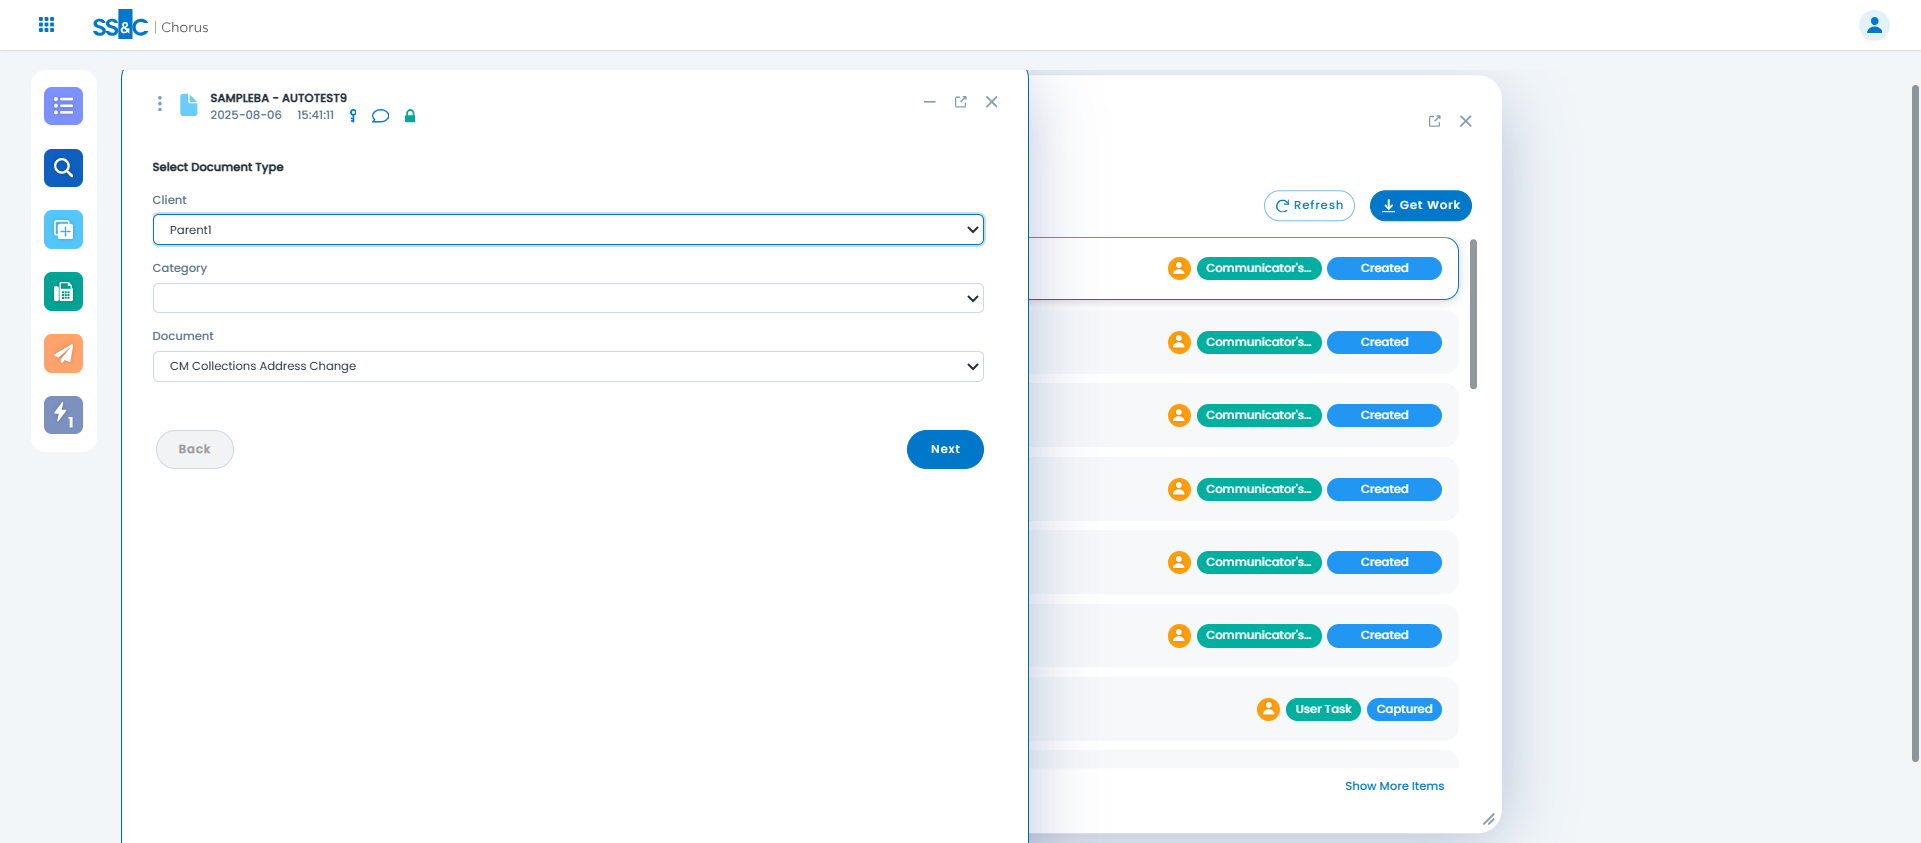 SS&C | Chorus
SAMPLEBA - AUTOTEST9
2025-08-06 15:41:11
Select Document Type
Client
Parent1
Category
Document
CM Collections Address Change
Back
Next
Refresh
Get Work
Communicator's...
Created
Communicator's...
Created
Communicator's...
Created
Communicator's...
Created
Communicator's...
Created
Communicator's...
Created
User Task
Captured
Show More Items
1